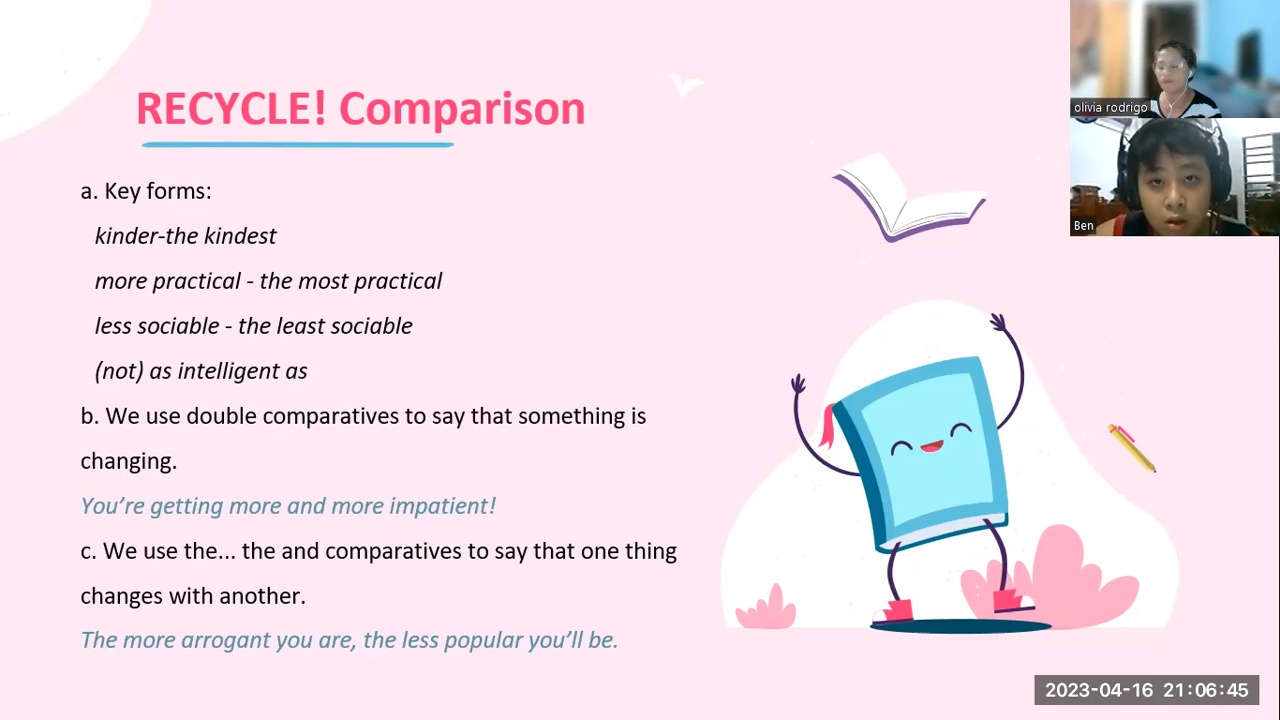 RECYCLE! Comparison
a. Key forms:
kinder-the kindest
more practical - the most practical
less sociable - the least sociable
(not) as intelligent as
b. We use double comparatives to say that something is
changing.
You’re getting more and more impatient!
c. We use the... the and comparatives to say that one thing
changes with another.
The more arrogant you are, the less popular you’ll be.
olivia rodrigo
Ben
2023-04-16 21:06:45